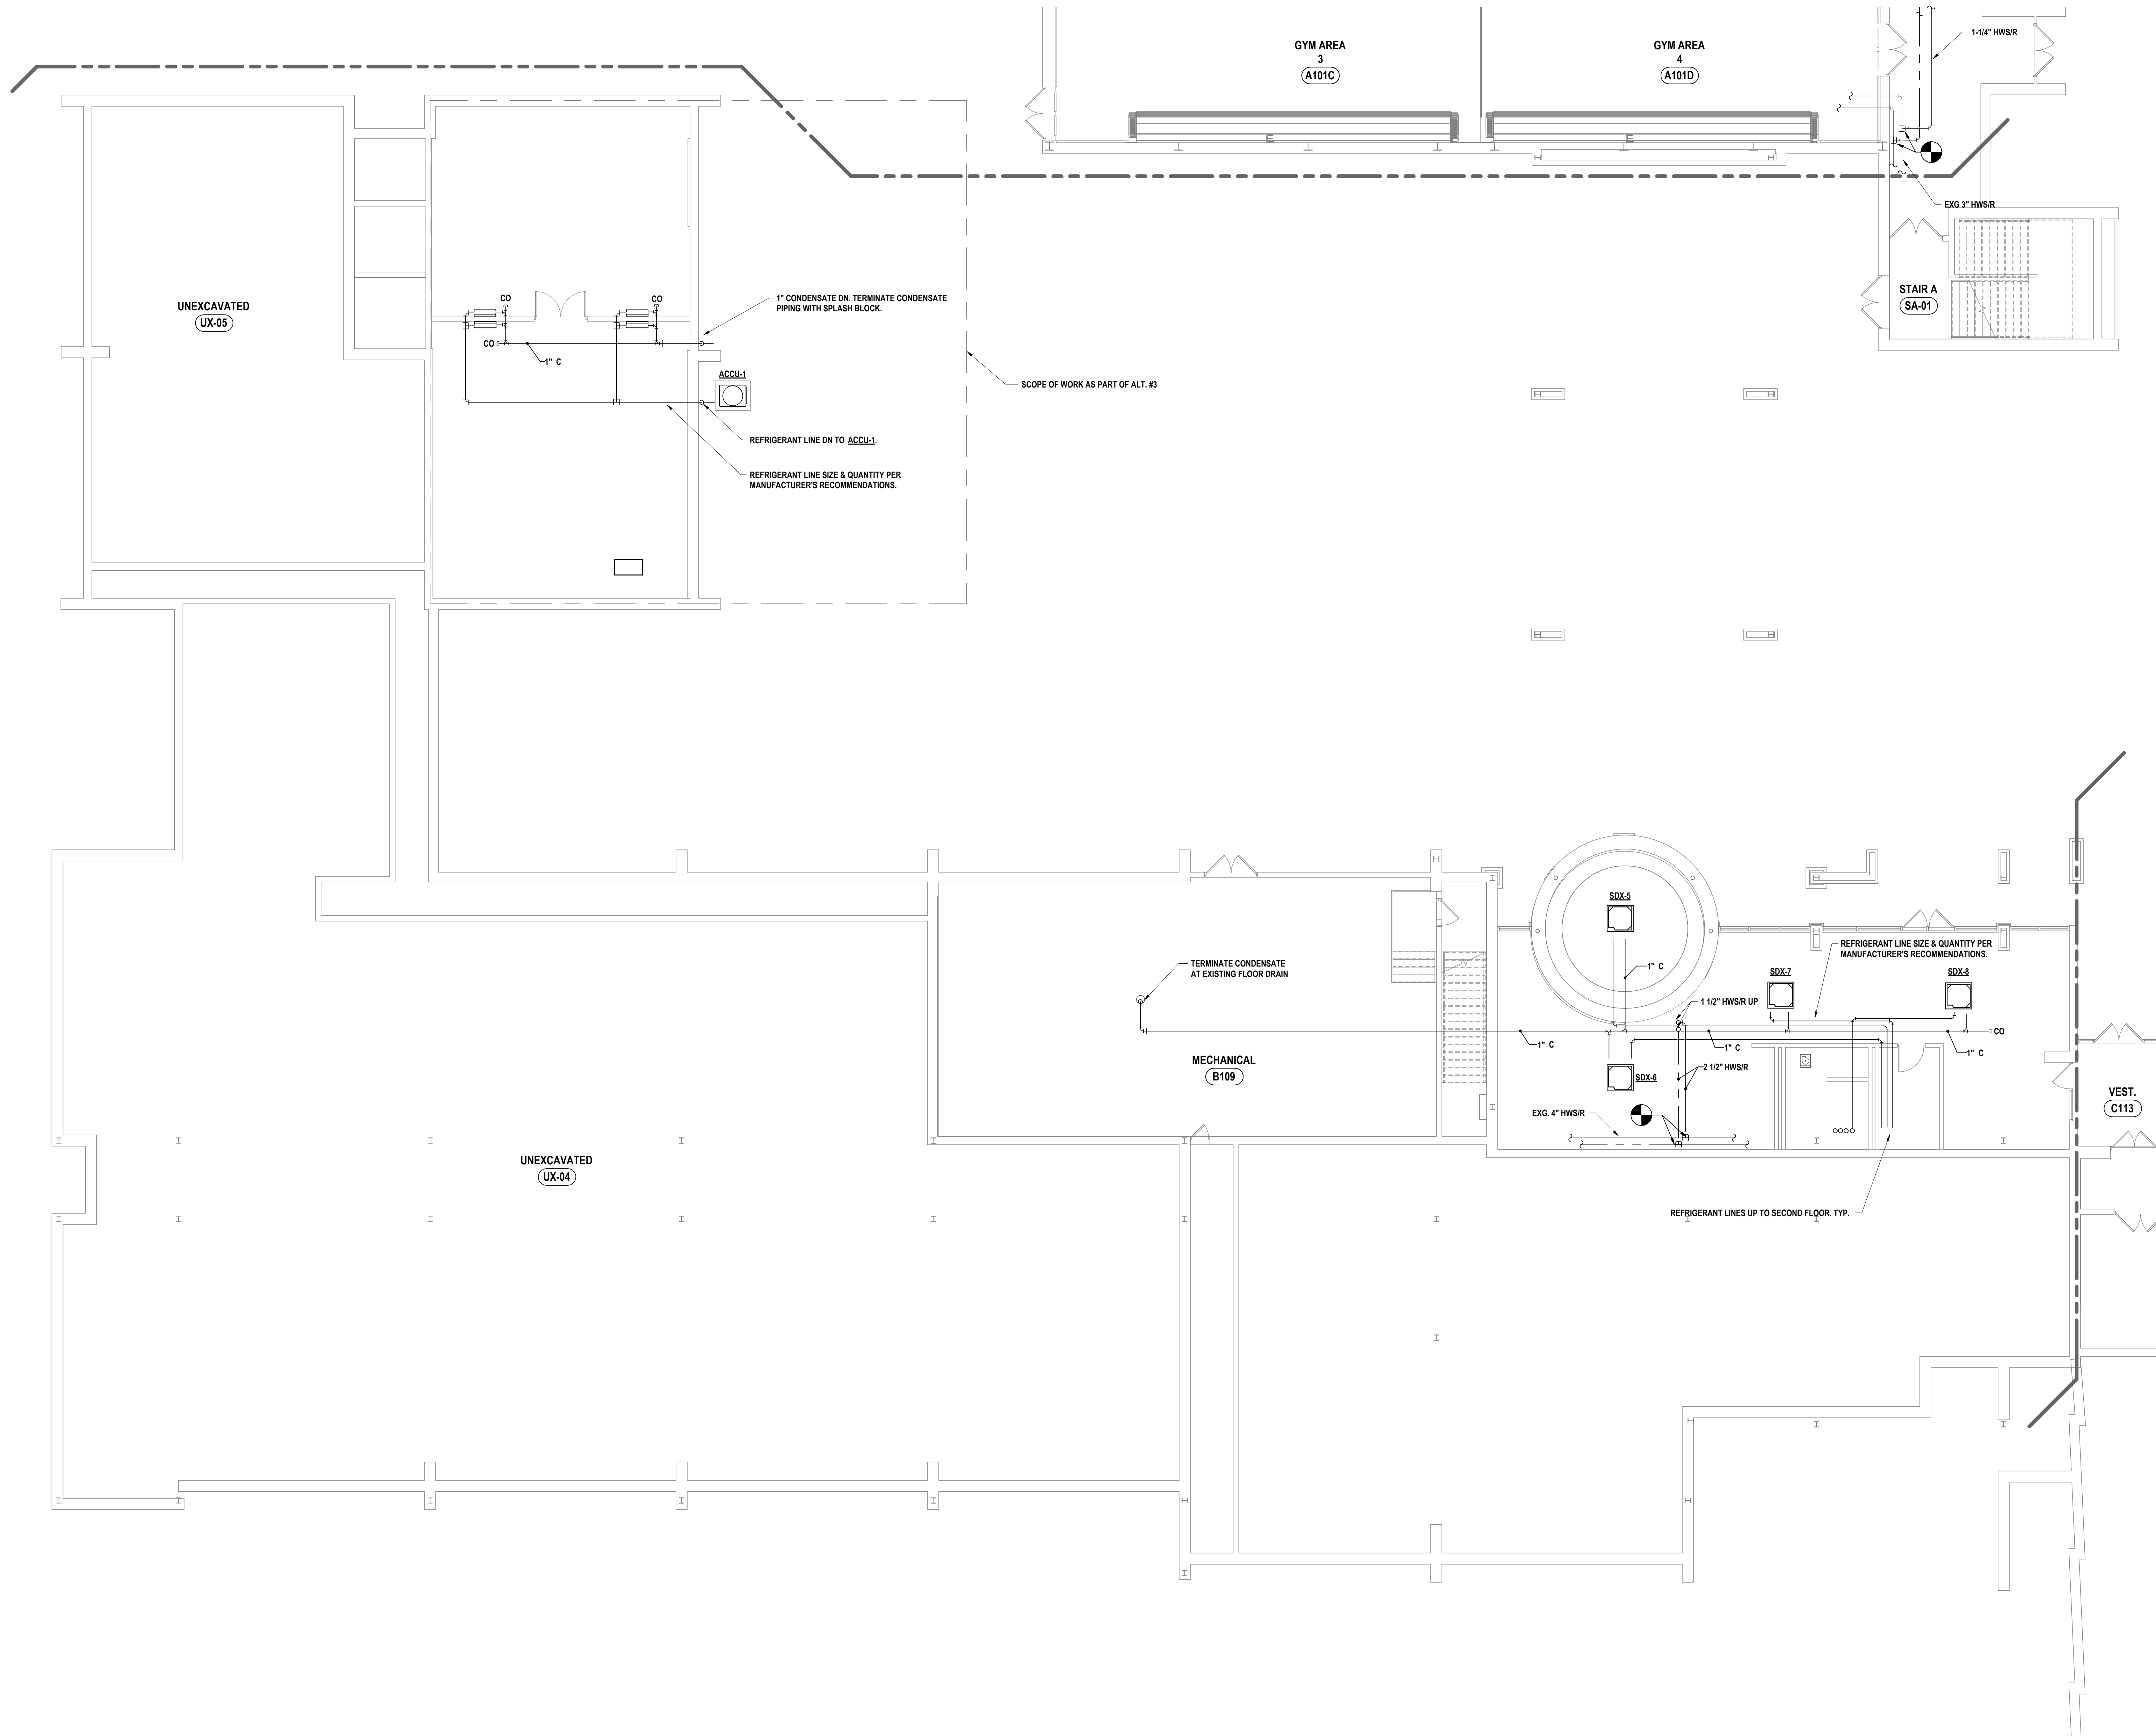 GYM AREA
3
A101C
GYM AREA
4
A101D
1-1/4" HWS/R
EXG 3" HWS/R
STAIR A
SA-01
UNEXCAVATED
UX-05
CO
CO
CO
1" C
1" CONDENSATE DN. TERMINATE CONDENSATE
PIPING WITH SPLASH BLOCK.
ACCU-1
SCOPE OF WORK AS PART OF ALT. #3
REFRIGERANT LINE DN TO ACCU-1.
REFRIGERANT LINE SIZE & QUANTITY PER
MANUFACTURER'S RECOMMENDATIONS.
SDX-5
REFRIGERANT LINE SIZE & QUANTITY PER
MANUFACTURER'S RECOMMENDATIONS.
TERMINATE CONDENSATE
AT EXISTING FLOOR DRAIN
1" C
SDX-7
SDX-8
1 1/2" HWS/R UP
CO
1" C
1" C
1" C
MECHANICAL
B109
2 1/2" HWS/R
SDX-6
EXG. 4" HWS/R
VEST.
C113
UNEXCAVATED
UX-04
REFRIGERANT LINES UP TO SECOND FLOOR. TYP.